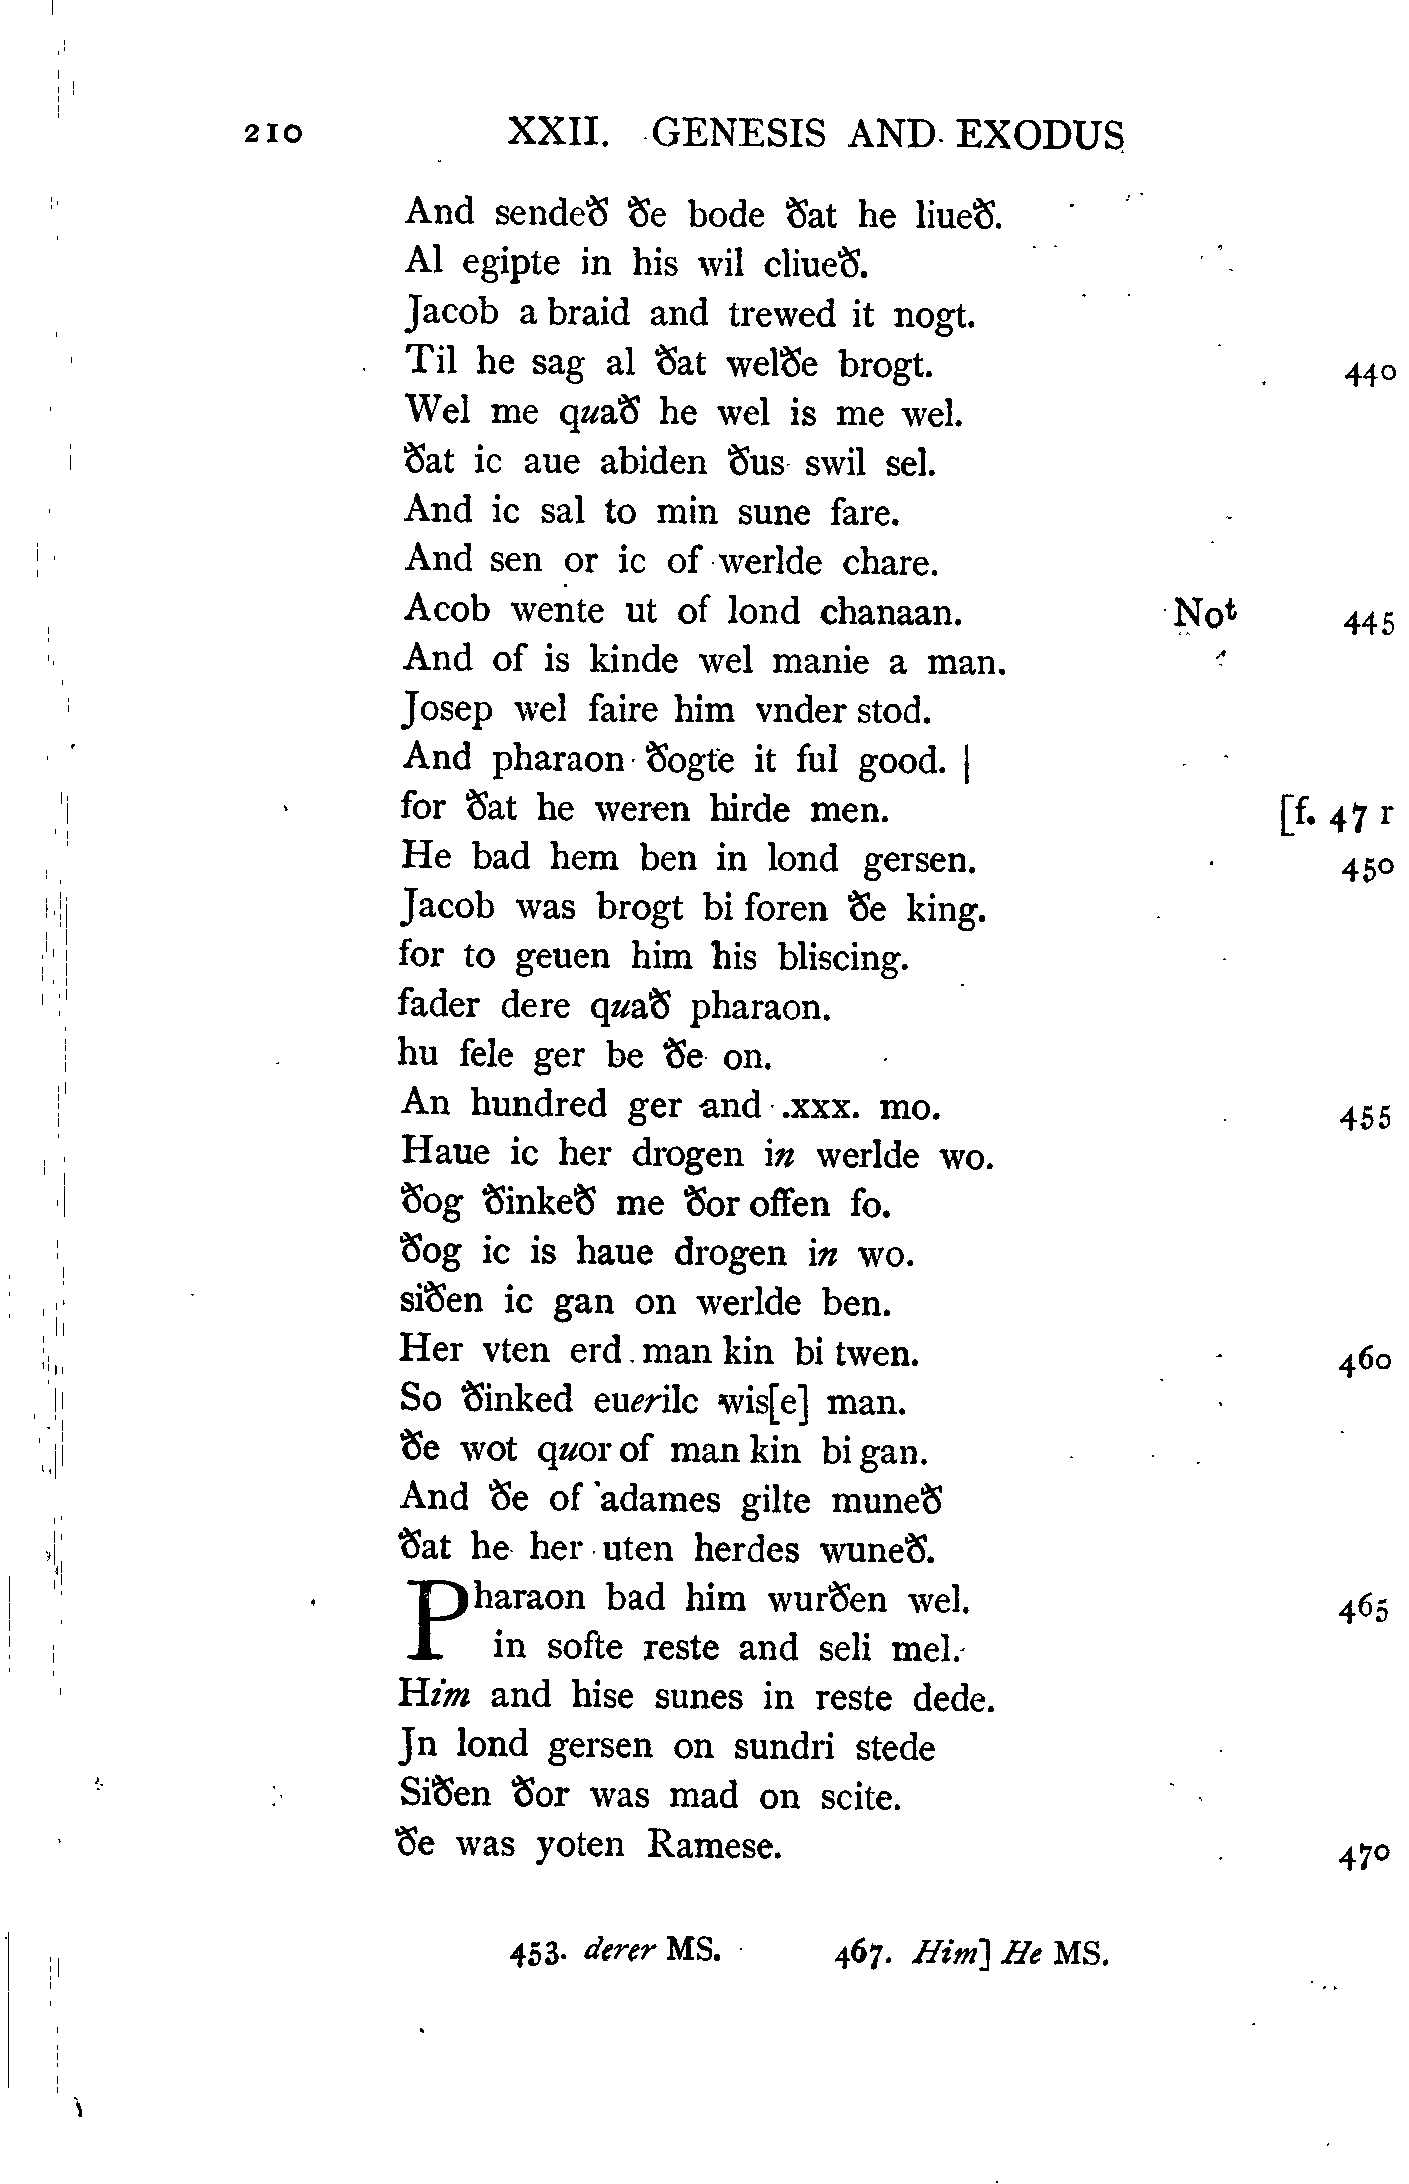 210 XXII. GENESIS AND EXODUS
And sendeð ðe bode ðat he liueð.
Al egipte in his wil cliueð.
Jacob a braid and trewed it nogt.
Til he sag al ðat welðe brogt. 440
Wel me quað he wel is me wel.
ðat ic aue abiden ðus swil sel.
And ic sal to min sune fare.
And sen or ic of werlde chare.
Acob wente ut of lond chanaan. Not 445
And of is kinde wel manie a man.
Josep wel faire him vnder stod.
And pharaon ðogte it ful good. |
for ðat he weren hirde men. [f. 47 r
He bad hem ben in lond gersen. 450
Jacob was brogt bi foren ðe king.
for to geuen him his bliscing.
fader dere quað pharaon.
hu fele ger be ðe on.
An hundred ger and .xxx. mo. 455
Haue ic her drogen in werlde wo.
ðog ðinkeð me ðor offen fo.
ðog ic is haue drogen in wo.
siðen ic gan on werlde ben.
Her vten erd man kin bi twen. 460
So ðinked euerilc wis[e] man.
ðe wot quor of man kin bi gan.
And ðe of adames gilte muneð
ðat he her uten herdes wuneð.
Pharaon bad him wurðen wel. 465
in softe reste and seli mel.
Him and hise sunes in reste dede.
Jn lond gersen on sundri stede
Siðen ðor was mad on scite.
ðe was yoten Ramese. 470
453. derer MS. 467. Him] He MS.